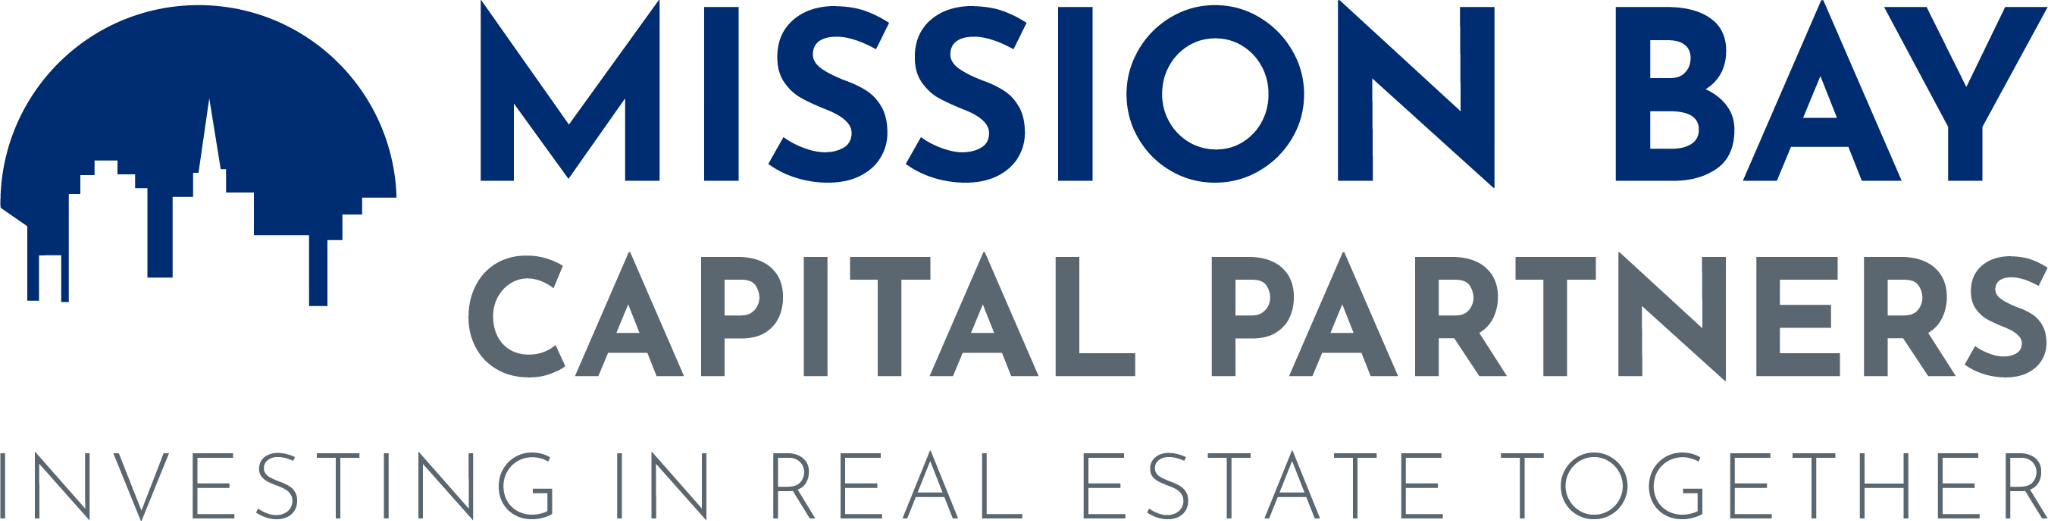 MISSION BAY
CAPITAL PARTNERS
INVESTING IN REAL ESTATE TOGETHER